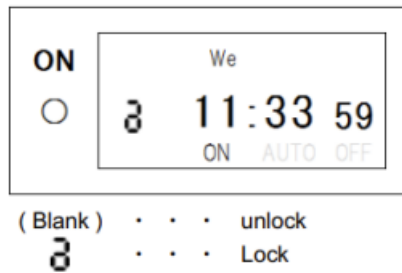 ON We
a 11:33 59
ON AUTO OFF
( Blank ) · · · unlock
a · · · Lock